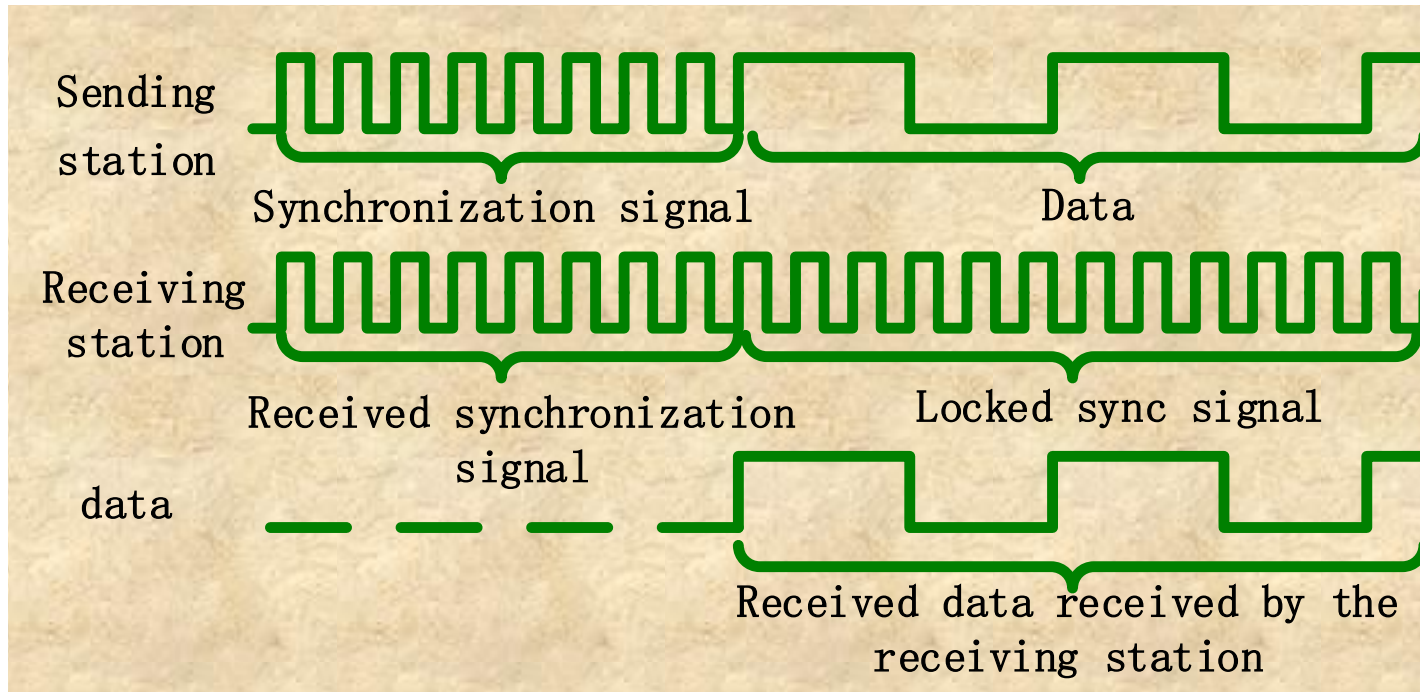 Sending
station
Synchronization signal
Data
Receiving
station
Received synchronization
signal
Locked sync signal
data
Received data received by the
receiving station